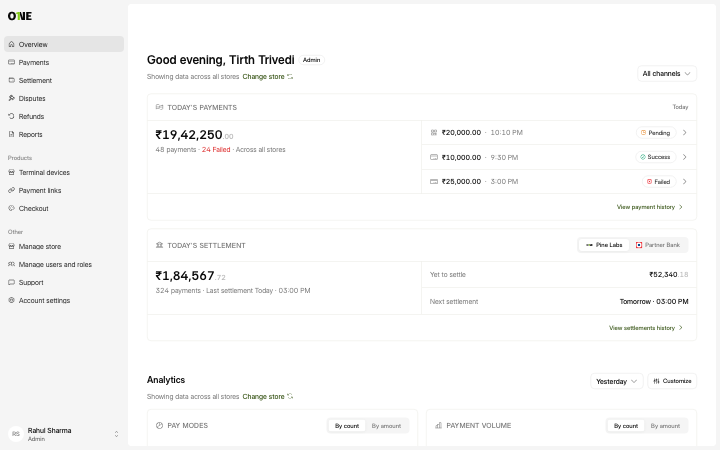 ONE
Overview
Payments
Settlement
Disputes
Refunds
Reports
Products
Terminal devices
Payment links
Checkout
Other
Manage store
Manage users and roles
Support
Account settings
RS
Rahul Sharma
Admin
Good evening, Tirth Trivedi Admin
Showing data across all stores Change store
All channels
TODAY'S PAYMENTS Today
₹19,42,250.00
48 payments · 24 Failed · Across all stores
₹20,000.00 · 10:10 PM Pending
₹10,000.00 · 9:30 PM Success
₹25,000.00 · 3:00 PM Failed
View payment history
TODAY'S SETTLEMENT Pine Labs Partner Bank
₹1,84,567.72
324 payments · Last settlement Today · 03:00 PM
Yet to settle ₹52,340.18
Next settlement Tomorrow · 03:00 PM
View settlements history
Analytics
Showing data across all stores Change store
Yesterday Customize
PAY MODES By count By amount
PAYMENT VOLUME By count By amount